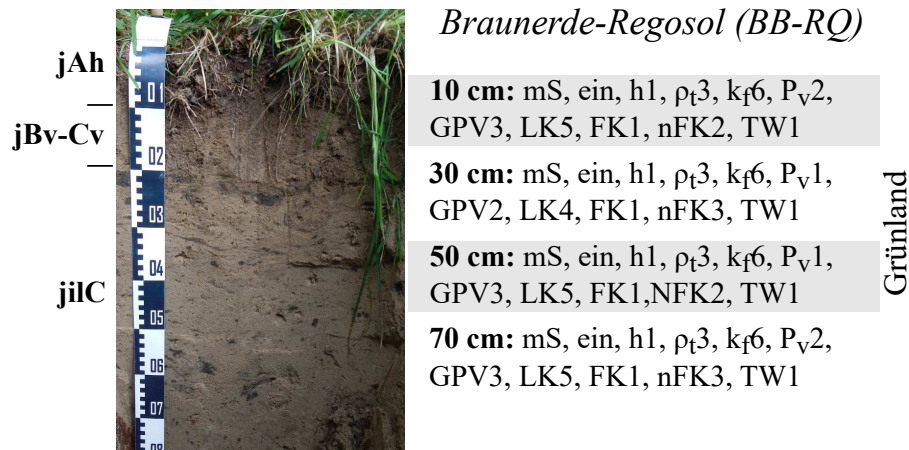 Braunerde-Regosol (BB-RQ)
jAh
jBv-Cv
jilC
01
02
03
04
05
06
07
08
10 cm: mS, ein, h1, ρt3, kf6, Pv2,
GPV3, LK5, FK1, nFK2, TW1
30 cm: mS, ein, h1, ρt3, kf6, Pv1,
GPV2, LK4, FK1, nFK3, TW1
50 cm: mS, ein, h1, ρt3, kf6, Pv1,
GPV3, LK5, FK1,NFK2, TW1
70 cm: mS, ein, h1, ρt3, kf6, Pv2,
GPV3, LK5, FK1, nFK3, TW1
Grünland